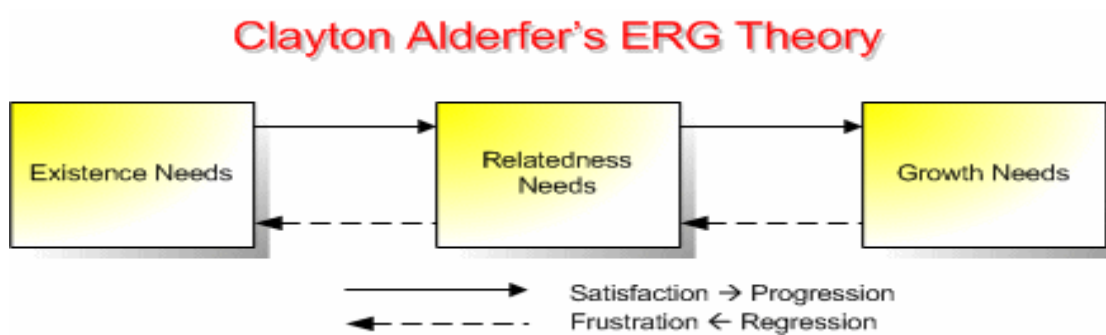 Clayton Alderfer's ERG Theory
Existence Needs
Relatedness
Needs
Growth Needs
Satisfaction → Progression
Frustration ← Regression